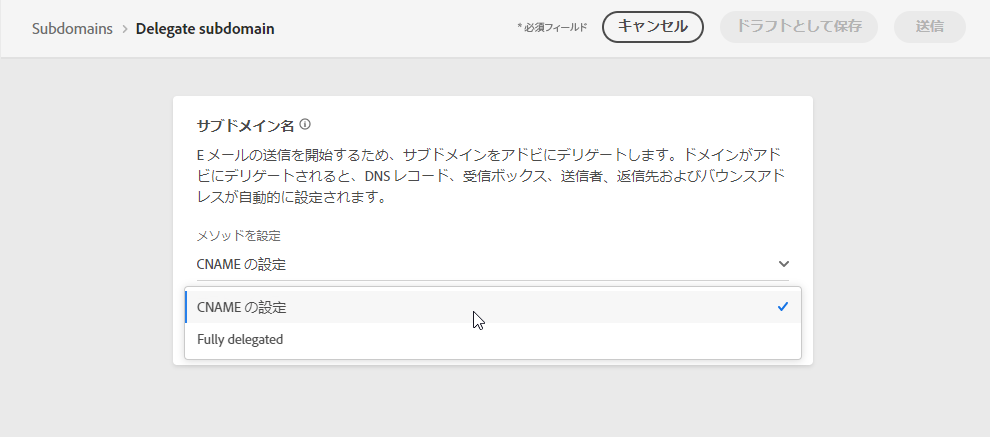 Subdomains > Delegate subdomain
* 必須フィールド
キャンセル
ドラフトとして保存
送信
サブドメイン名
E メールの送信を開始するため、サブドメインをアドビにデリゲートします。ドメインがアド
ビにデリゲートされると、DNS レコード、受信ボックス、送信者、返信先およびバウンスアド
レスが自動的に設定されます。
メソッドを設定
CNAME の設定
CNAME の設定
Fully delegated